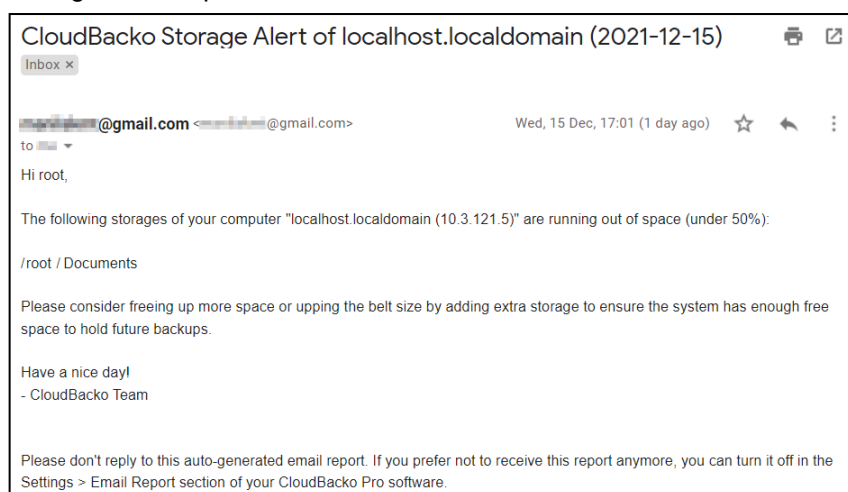 CloudBacko Storage Alert of localhost.localdomain (2021-12-15)
Inbox ×
@gmail.com < @gmail.com> Wed, 15 Dec, 17:01 (1 day ago)
to
Hi root,
The following storages of your computer "localhost.localdomain (10.3.121.5)" are running out of space (under 50%):
/root / Documents
Please consider freeing up more space or upping the belt size by adding extra storage to ensure the system has enough free
space to hold future backups.
Have a nice day!
- CloudBacko Team
Please don't reply to this auto-generated email report. If you prefer not to receive this report anymore, you can turn it off in the
Settings > Email Report section of your CloudBacko Pro software.